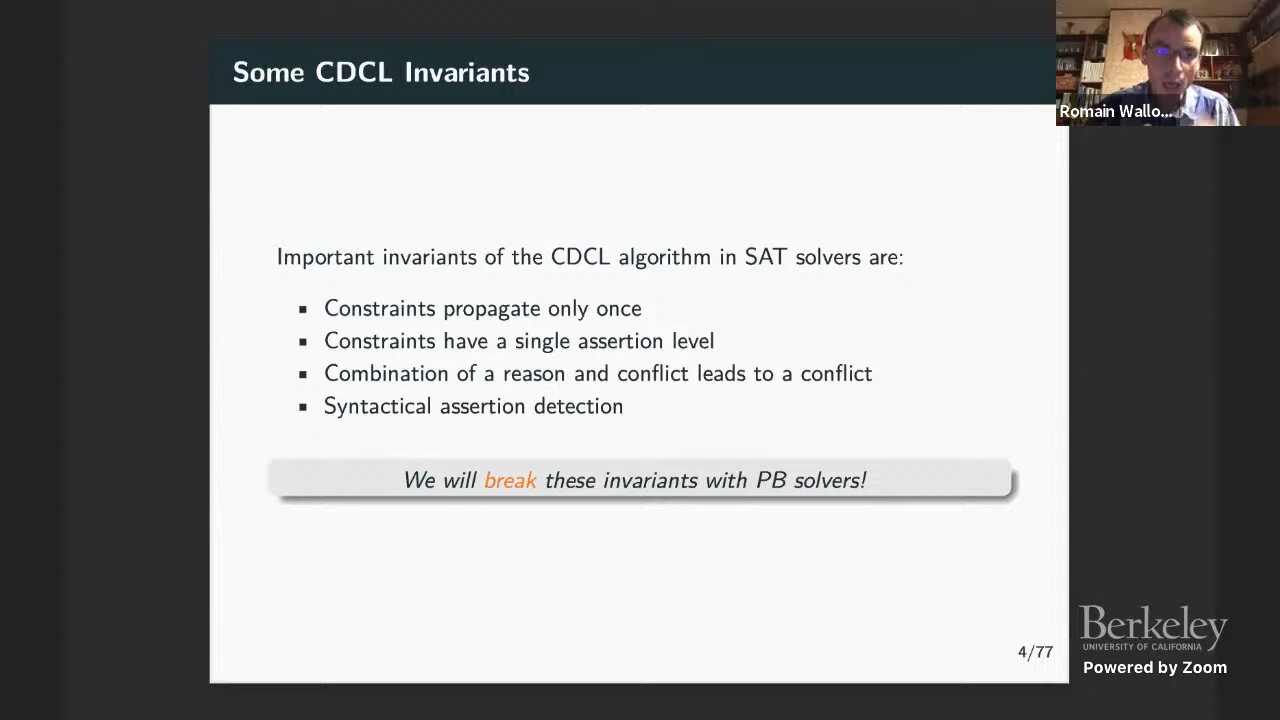 Some CDCL Invariants
Romain Wallo...
Important invariants of the CDCL algorithm in SAT solvers are:
▪ Constraints propagate only once
▪ Constraints have a single assertion level
▪ Combination of a reason and conflict leads to a conflict
▪ Syntactical assertion detection
We will break these invariants with PB solvers!
4/77
Berkeley
UNIVERSITY OF CALIFORNIA
Powered by Zoom